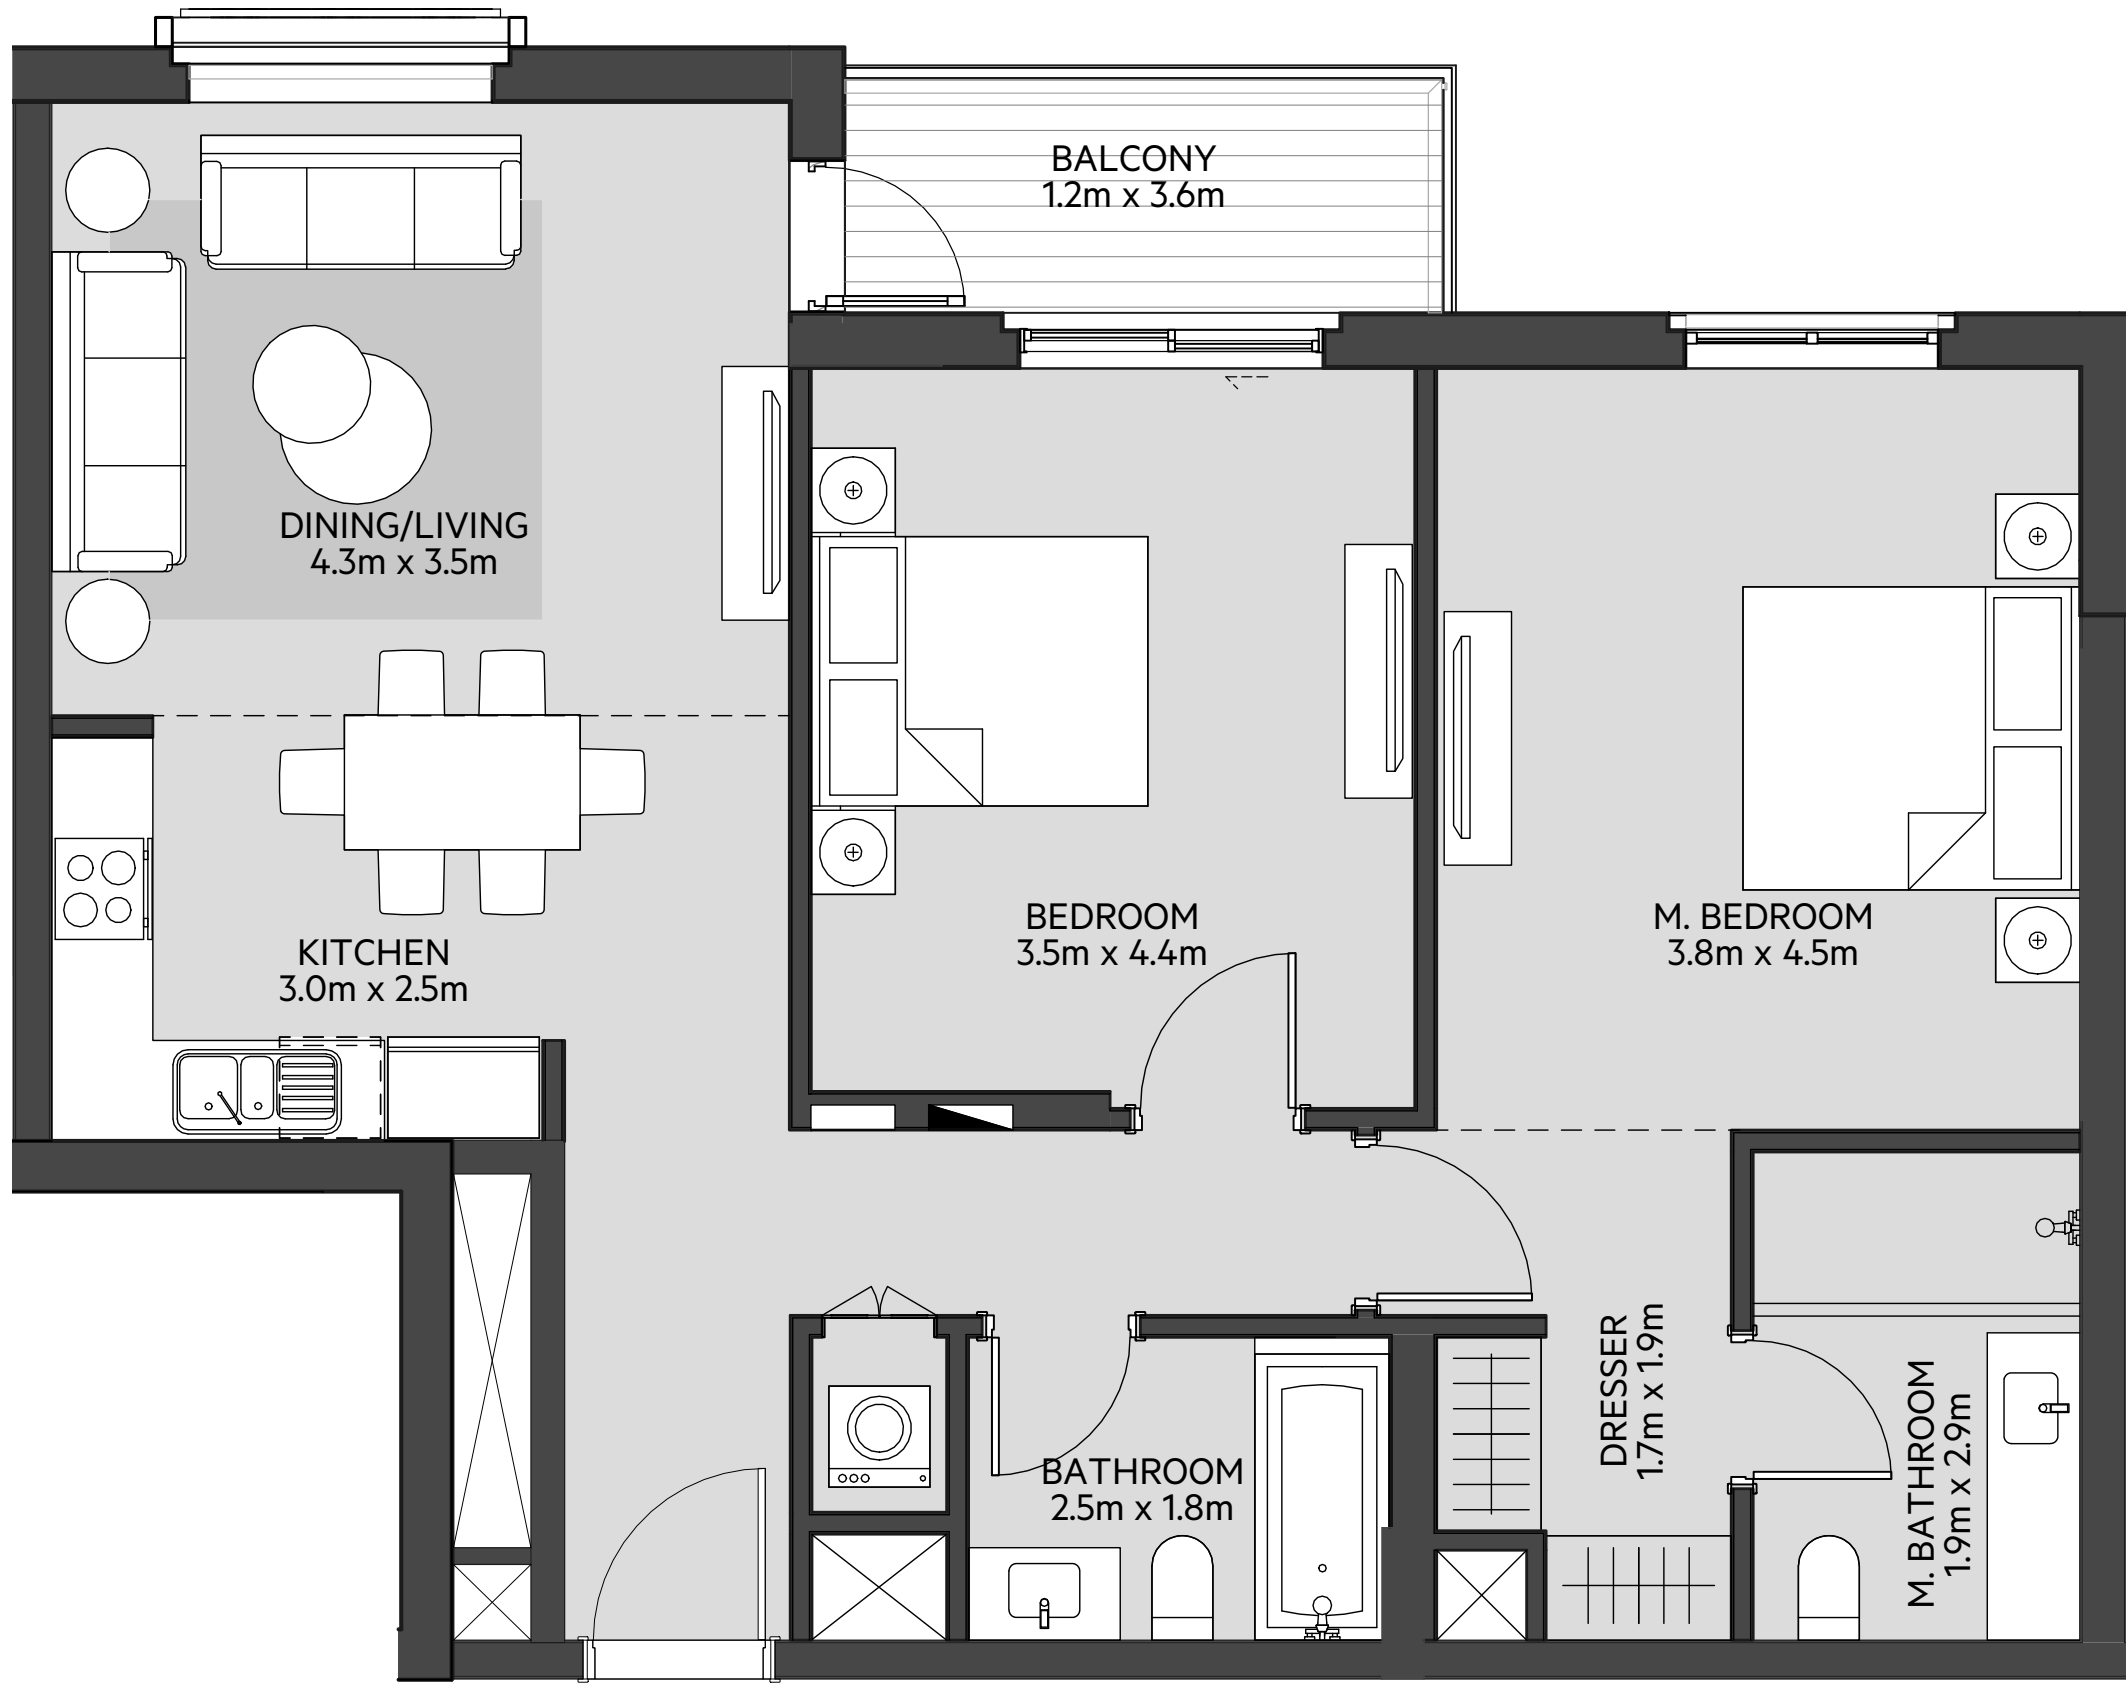 BALCONY
1.2m x 3.6m
DINING/LIVING
4.3m x 3.5m
BEDROOM
3.5m x 4.4m
M. BEDROOM
3.8m x 4.5m
KITCHEN
3.0m x 2.5m
BATHROOM
2.5m x 1.8m
DRESSER
1.7m x 1.9m
M. BATHROOM
1.9m x 2.9m